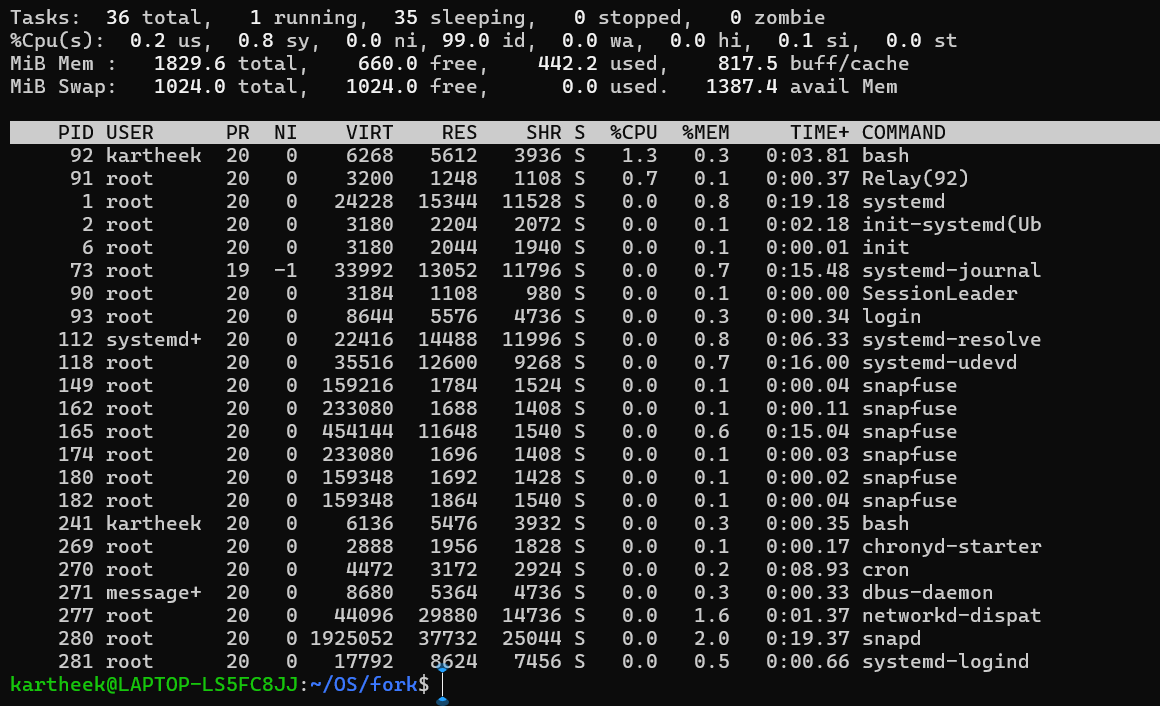 Tasks:  36 total,   1 running,  35 sleeping,   0 stopped,   0 zombie
%Cpu(s):  0.2 us,  0.8 sy,  0.0 ni, 99.0 id,  0.0 wa,  0.0 hi,  0.1 si,  0.0 st
MiB Mem :   1829.6 total,    660.0 free,    442.2 used,    817.5 buff/cache
MiB Swap:   1024.0 total,   1024.0 free,      0.0 used.   1387.4 avail Mem
    PID USER      PR  NI    VIRT    RES    SHR S  %CPU  %MEM     TIME+ COMMAND
     92 kartheek  20   0    6268   5612   3936 S   1.3   0.3   0:03.81 bash
     91 root      20   0    3200   1248   1108 S   0.7   0.1   0:00.37 Relay(92)
      1 root      20   0   24228  15344  11528 S   0.0   0.8   0:19.18 systemd
      2 root      20   0    3180   2204   2072 S   0.0   0.1   0:02.18 init-systemd(Ub
      6 root      20   0    3180   2044   1940 S   0.0   0.1   0:00.01 init
     73 root      19  -1   33992  13052  11796 S   0.0   0.7   0:15.48 systemd-journal
     90 root      20   0    3184   1108    980 S   0.0   0.1   0:00.00 SessionLeader
     93 root      20   0    8644   5576   4736 S   0.0   0.3   0:00.34 login
    112 systemd+  20   0   22416  14488  11996 S   0.0   0.8   0:06.33 systemd-resolve
    118 root      20   0   35516  12600   9268 S   0.0   0.7   0:16.00 systemd-udevd
    149 root      20   0  159216   1784   1524 S   0.0   0.1   0:00.04 snapfuse
    162 root      20   0  233080   1688   1408 S   0.0   0.1   0:00.11 snapfuse
    165 root      20   0  454144  11648   1540 S   0.0   0.6   0:15.04 snapfuse
    174 root      20   0  233080   1696   1408 S   0.0   0.1   0:00.03 snapfuse
    180 root      20   0  159348   1692   1428 S   0.0   0.1   0:00.02 snapfuse
    182 root      20   0  159348   1864   1540 S   0.0   0.1   0:00.04 snapfuse
    241 kartheek  20   0    6136   5476   3932 S   0.0   0.3   0:00.35 bash
    269 root      20   0    2888   1956   1828 S   0.0   0.1   0:00.17 chronyd-starter
    270 root      20   0    4472   3172   2924 S   0.0   0.2   0:08.93 cron
    271 message+  20   0    8680   5364   4736 S   0.0   0.3   0:00.33 dbus-daemon
    277 root      20   0   44096  29880  14736 S   0.0   1.6   0:01.37 networkd-dispat
    280 root      20   0 1925052  37732  25044 S   0.0   2.0   0:19.37 snapd
    281 root      20   0   17792   8624   7456 S   0.0   0.5   0:00.66 systemd-logind
kartheek@LAPTOP-LS5FC8JJ:~/OS/fork$